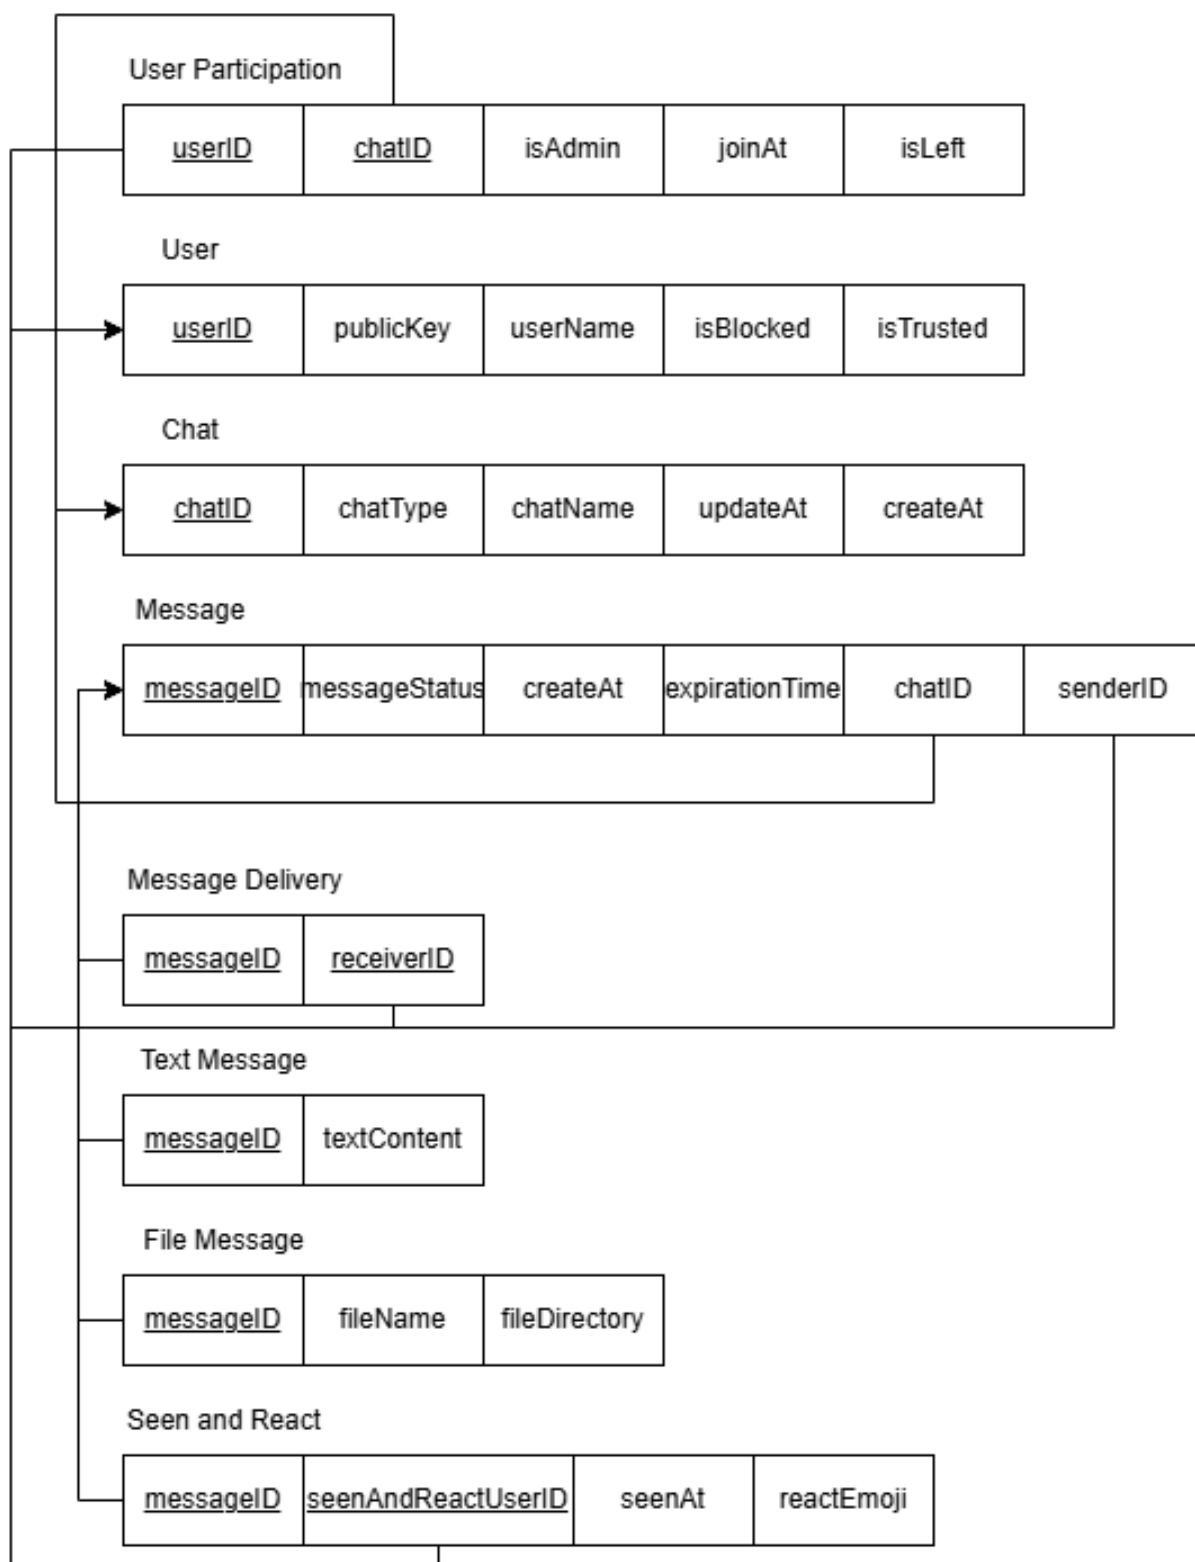 User Participation
userID chatID isAdmin joinAt isLeft
User
userID publicKey userName isBlocked isTrusted
Chat
chatID chatType chatName updateAt createAt
Message
messageID messageStatus createAt expirationTime chatID senderID
Message Delivery
messageID receiverID
Text Message
messageID textContent
File Message
messageID fileName fileDirectory
Seen and React
messageID seenAndReactUserID seenAt reactEmoji